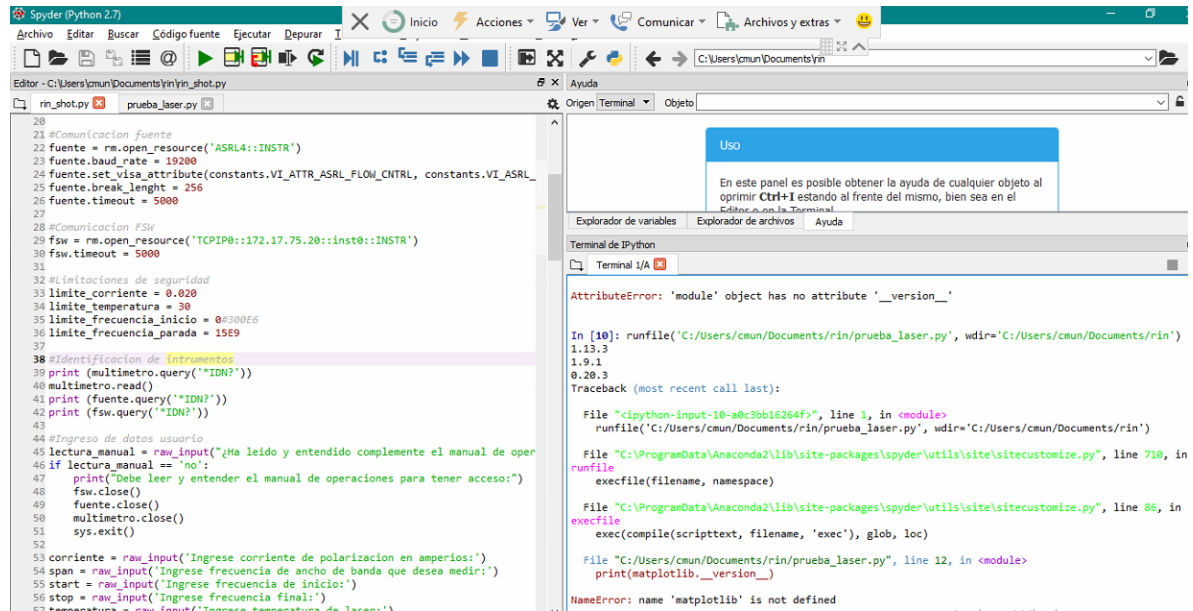 Spyder (Python 2.7)
Inicio Acciones Ver Comunicar Archivos y extras
Archivo Editar Buscar Código fuente Ejecutar Depurar
C:\Users\cmun\Documents\rin
Editor - C:\Users\cmun\Documents\rin\rin_shot.py
rin_shot.py prueba_laser.py
20
21 #Comunicacion fuente
22 fuente = rm.open_resource('ASRL4::INSTR')
23 fuente.baud_rate = 19200
24 fuente.set_visa_attribute(constants.VI_ATTR_ASRL_FLOW_CNTRL, constants.VI_ASRL_
25 fuente.break_lenght = 256
26 fuente.timeout = 5000
27
28 #Comunicacion FSW
29 fsw = rm.open_resource('TCPIP0::172.17.75.20::inst0::INSTR')
30 fsw.timeout = 5000
31
32 #Limitaciones de seguridad
33 limite_corriente = 0.020
34 limite_temperatura = 30
35 limite_frecuencia_inicio = 0#300E6
36 limite_frecuencia_parada = 15E9
37
38 #Identificacion de intrumentos
39 print (multimetro.query('*IDN?'))
40 multimetro.read()
41 print (fuente.query('*IDN?'))
42 print (fsw.query('*IDN?'))
43
44 #Ingreso de datos usuario
45 lectura_manual = raw_input("¿Ha leido y entendido complemente el manual de oper
46 if lectura_manual == 'no':
47 print("Debe leer y entender el manual de operaciones para tener acceso:")
48 fsw.close()
49 fuente.close()
50 multimetro.close()
51 sys.exit()
52
53 corriente = raw_input('Ingrese corriente de polarizacion en amperios:')
54 span = raw_input('Ingrese frecuencia de ancho de banda que desea medir:')
55 start = raw_input('Ingrese frecuencia de inicio:')
56 stop = raw_input('Ingrese frecuencia final:')
57 temperatura = raw_input('Ingrese temperatura de laser:')
Ayuda
Origen Terminal Objeto
Uso
En este panel es posible obtener la ayuda de cualquier objeto al
oprimir Ctrl+I estando al frente del mismo, bien sea en el
Editor o en la Terminal.
Explorador de variables Explorador de archivos Ayuda
Terminal de IPython
Terminal 1/A
AttributeError: 'module' object has no attribute '__version__'
In [10]: runfile('C:/Users/cmun/Documents/rin/prueba_laser.py', wdir='C:/Users/cmun/Documents/rin')
1.13.3
1.9.1
0.20.3
Traceback (most recent call last):
File "<ipython-input-10-a0c3bb16264f>", line 1, in <module>
runfile('C:/Users/cmun/Documents/rin/prueba_laser.py', wdir='C:/Users/cmun/Documents/rin')
File "C:\ProgramData\Anaconda2\lib\site-packages\spyder\utils\site\sitecustomize.py", line 710, in
runfile
execfile(filename, namespace)
File "C:\ProgramData\Anaconda2\lib\site-packages\spyder\utils\site\sitecustomize.py", line 86, in
execfile
exec(compile(scripttext, filename, 'exec'), glob, loc)
File "C:/Users/cmun/Documents/rin/prueba_laser.py", line 12, in <module>
print(matplotlib.__version__)
NameError: name 'matplotlib' is not defined